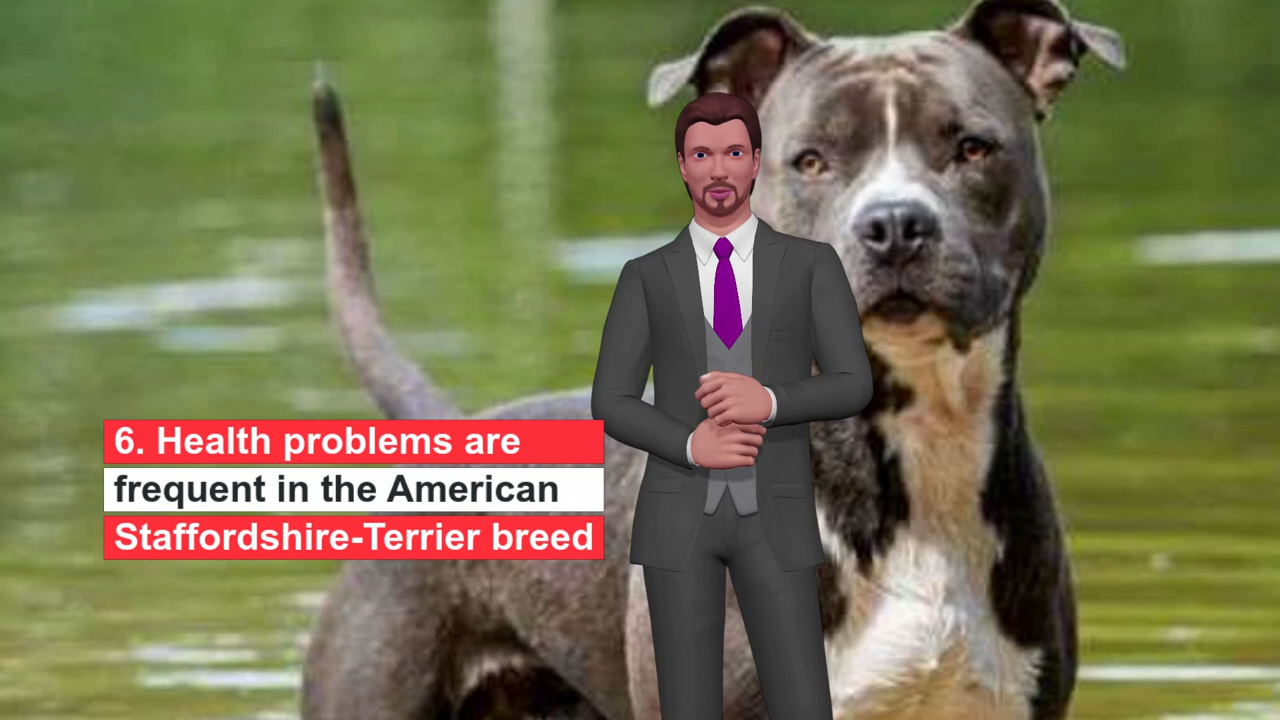 6. Health problems are
frequent in the American
Staffordshire-Terrier breed